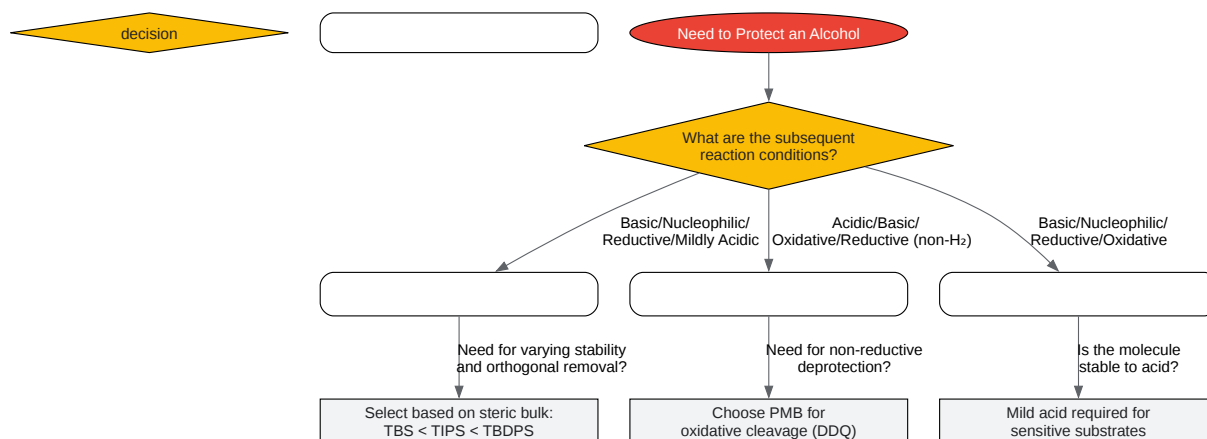 decision
Need to Protect an Alcohol
What are the subsequent
reaction conditions?
Basic/Nucleophilic/
Reductive/Mildly Acidic
Acidic/Basic/
Oxidative/Reductive (non-H₂)
Basic/Nucleophilic/
Reductive/Oxidative
Need for varying stability
and orthogonal removal?
Need for non-reductive
deprotection?
Is the molecule
stable to acid?
Select based on steric bulk:
TBS < TIPS < TBDPS
Choose PMB for
oxidative cleavage (DDQ)
Mild acid required for
sensitive substrates